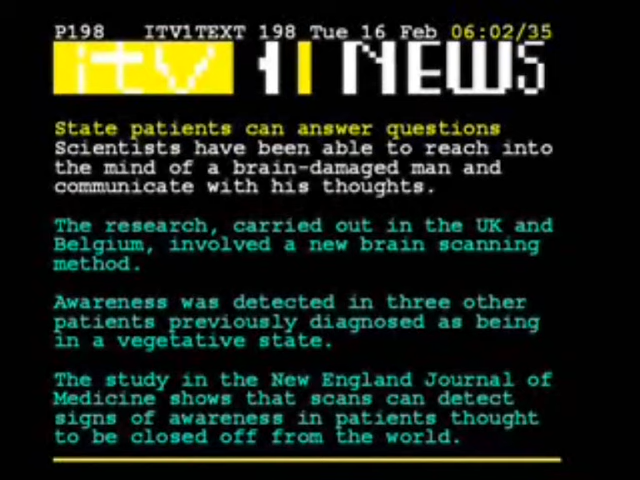 P198 ITV1TEXT 198 Tue 16 Feb 06:02/35
itv 1 NEWS
State patients can answer questions
Scientists have been able to reach into
the mind of a brain-damaged man and
communicate with his thoughts.
The research, carried out in the UK and
Belgium, involved a new brain scanning
method.
Awareness was detected in three other
patients previously diagnosed as being
in a vegetative state.
The study in the New England Journal of
Medicine shows that scans can detect
signs of awareness in patients thought
to be closed off from the world.